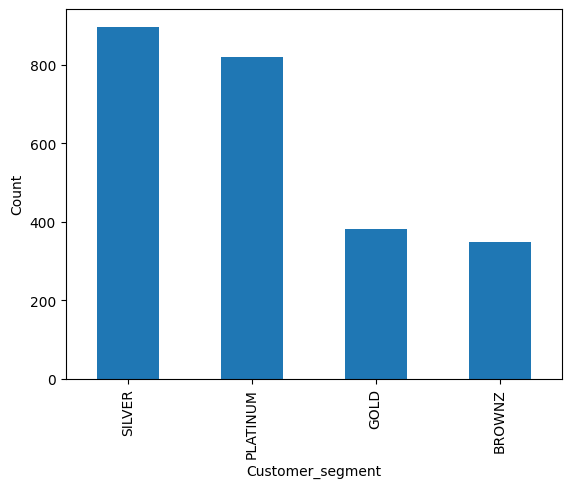 800
600
400
200
0
Count
SILVER
PLATINUM
GOLD
BROWNZ
Customer_segment